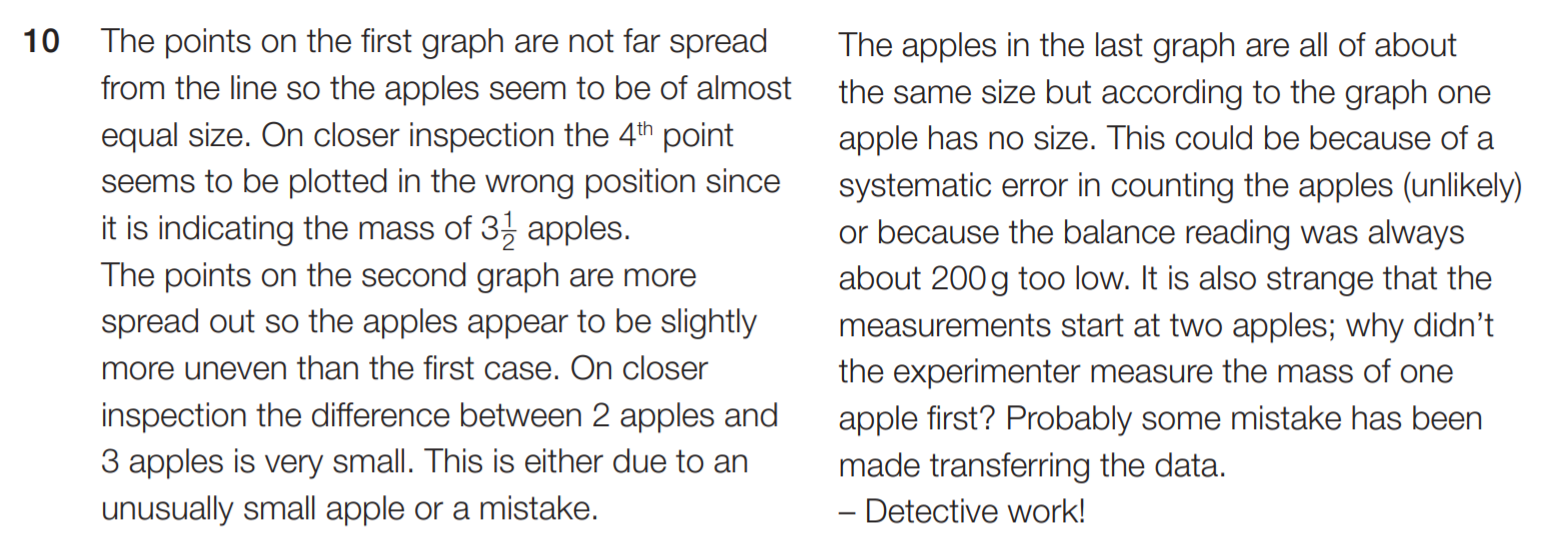 10 The points on the first graph are not far spread
from the line so the apples seem to be of almost
equal size. On closer inspection the 4th point
seems to be plotted in the wrong position since
it is indicating the mass of 3½ apples.
The points on the second graph are more
spread out so the apples appear to be slightly
more uneven than the first case. On closer
inspection the difference between 2 apples and
3 apples is very small. This is either due to an
unusually small apple or a mistake.
The apples in the last graph are all of about
the same size but according to the graph one
apple has no size. This could be because of a
systematic error in counting the apples (unlikely)
or because the balance reading was always
about 200 g too low. It is also strange that the
measurements start at two apples; why didn’t
the experimenter measure the mass of one
apple first? Probably some mistake has been
made transferring the data.
– Detective work!